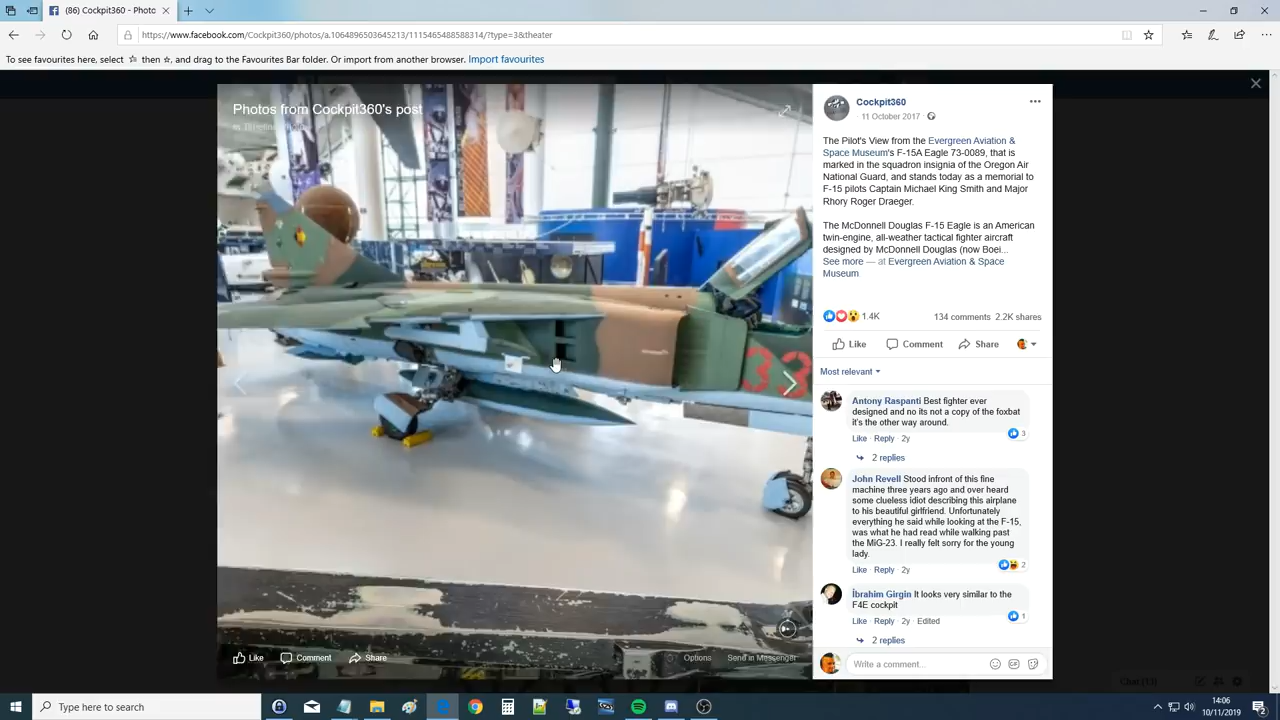 (86) Cockpit360 - Photo
https://www.facebook.com/Cockpit360/photos/a.1064896503645213/1115465488588314/?type=3&theater
To see favourites here, select ☆ then ☆, and drag to the Favourites Bar folder. Or import from another browser. Import favourites
Photos from Cockpit360's post
Cockpit360
11 October 2017 ·
The Pilot's View from the Evergreen Aviation &
Space Museum's F-15A Eagle 73-0089, that is
marked in the squadron insignia of the Oregon Air
National Guard, and stands today as a memorial to
F-15 pilots Captain Michael King Smith and Major
Rhory Roger Draeger.
The McDonnell Douglas F-15 Eagle is an American
twin-engine, all-weather tactical fighter aircraft
designed by McDonnell Douglas (now Boei...
See more — at Evergreen Aviation & Space
Museum
1.4K
134 comments 2.2K shares
Like Comment Share
Most relevant
Antony Raspanti Best fighter ever
designed and no its not a copy of the foxbat
it's the other way around.
3
Like · Reply · 2y
2 replies
John Revell Stood infront of this fine
machine three years ago and over heard
some clueless idiot describing this airplane
to his beautiful girlfriend. Unfortunately
everything he said while looking at the F-15,
was what he had read while walking past
the MiG-23. I really felt sorry for the young
lady.
2
Like · Reply · 2y
İbrahim Girgin It looks very similar to the
F4E cockpit
1
Like · Reply · 2y · Edited
2 replies
Write a comment...
33
Like Comment Share
Options Send in Messenger
Chat (13)
Type here to search
14:06
10/11/2019
2